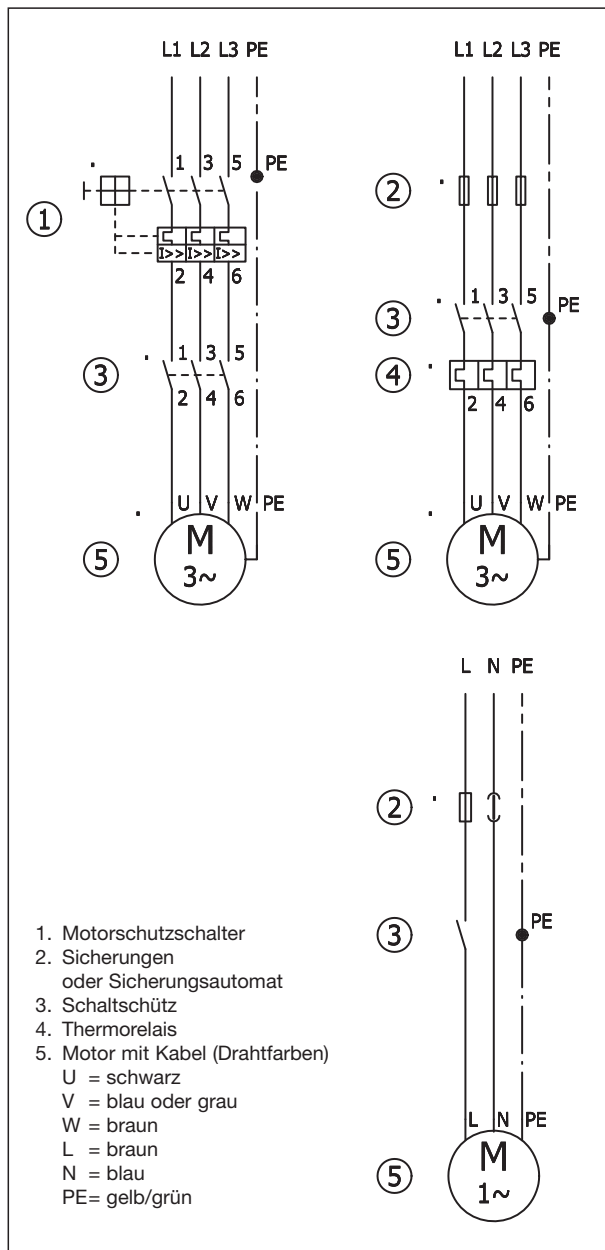 L1 L2 L3 PE
1 3 5 PE
1
I>> I>> I>>
2 4 6
3
1 3 5
2 4 6
U V W PE
5
M
3~
L1 L2 L3 PE
2
3
1 3 5 PE
4
2 4 6
U V W PE
5
M
3~
L N PE
2
3
PE
L N PE
5
M
1~
1. Motorschutzschalter
2. Sicherungen
oder Sicherungsautomat
3. Schaltschütz
4. Thermorelais
5. Motor mit Kabel (Drahtfarben)
U = schwarz
V = blau oder grau
W = braun
L = braun
N = blau
PE= gelb/grün